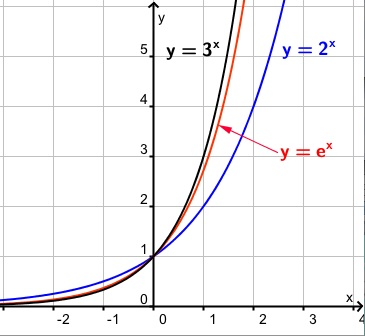 y
5
y = 3ˣ
y = 2ˣ
4
y = eˣ
3
2
1
0
x
-2 -1 0 1 2 3 4